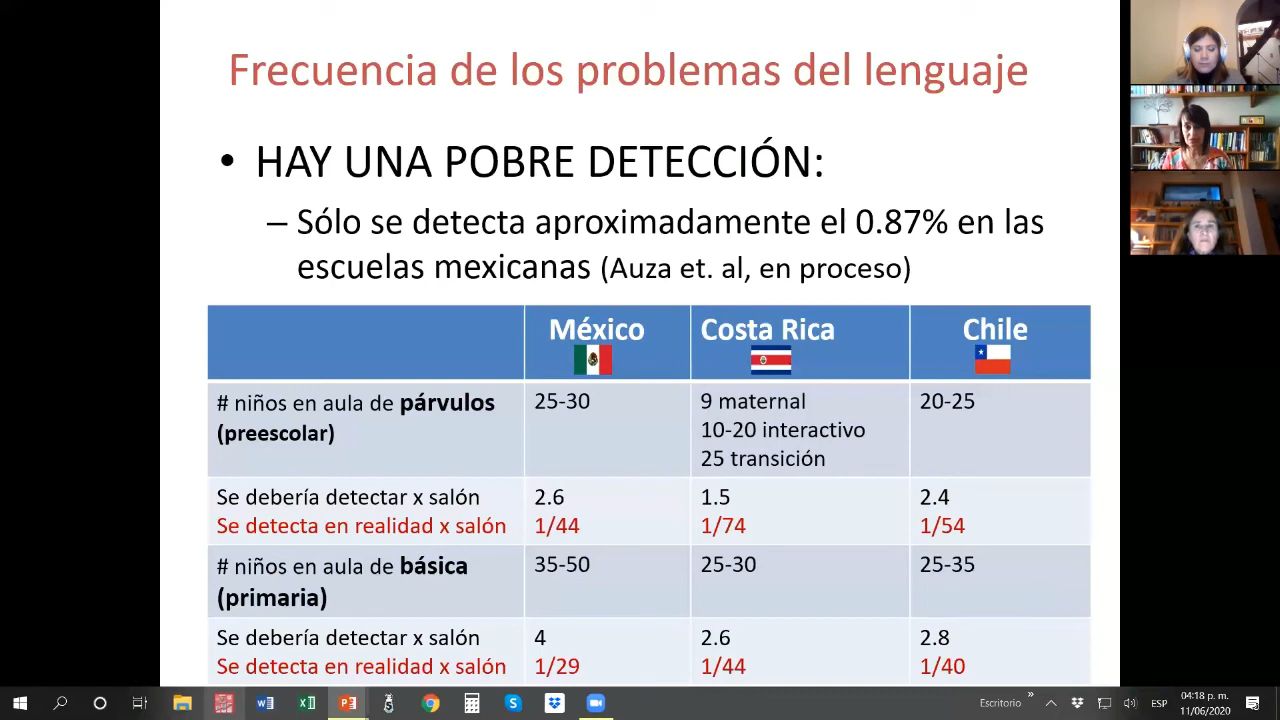 Frecuencia de los problemas del lenguaje
• HAY UNA POBRE DETECCIÓN:
– Sólo se detecta aproximadamente el 0.87% en las
escuelas mexicanas (Auza et. al, en proceso)
México Costa Rica Chile
# niños en aula de párvulos
(preescolar)
25-30
9 maternal
10-20 interactivo
25 transición
20-25
Se debería detectar x salón 2.6 1.5 2.4
Se detecta en realidad x salón 1/44 1/74 1/54
# niños en aula de básica
(primaria)
35-50 25-30 25-35
Se debería detectar x salón 4 2.6 2.8
Se detecta en realidad x salón 1/29 1/44 1/40
Escritorio
ESP
04:18 p. m.
11/06/2020